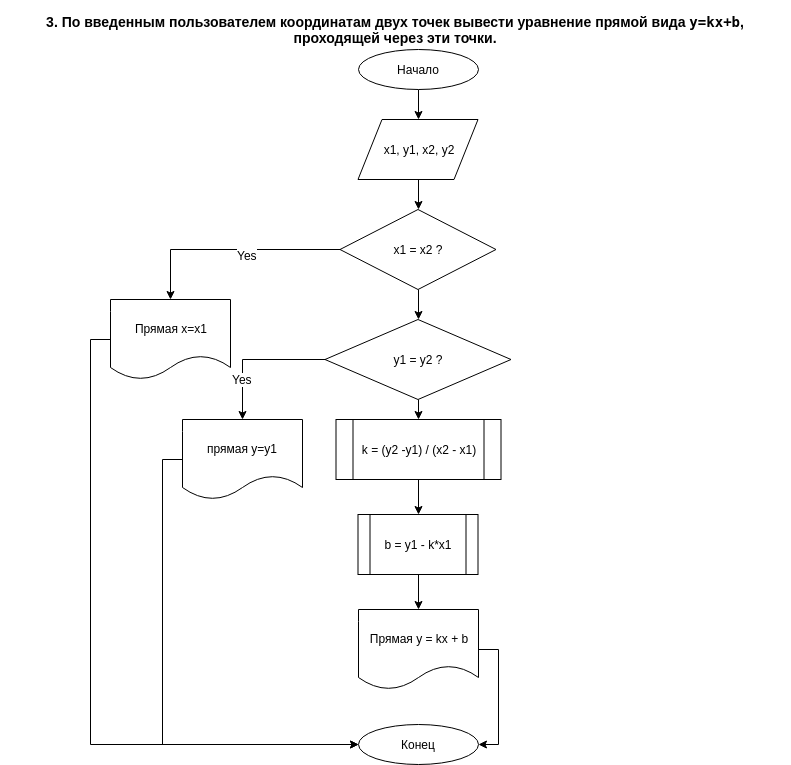 3. По введенным пользователем координатам двух точек вывести уравнение прямой вида y=kx+b,
проходящей через эти точки.
Начало
x1, y1, x2, y2
x1 = x2 ?
Yes
Прямая x=x1
y1 = y2 ?
Yes
прямая y=y1
k = (y2 -y1) / (x2 - x1)
b = y1 - k*x1
Прямая y = kx + b
Конец